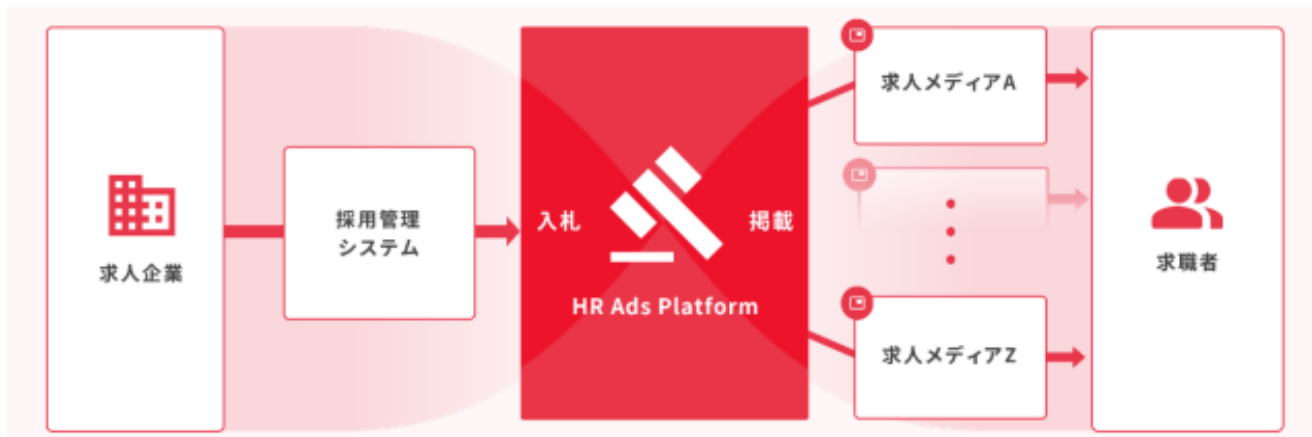 求人企業
採用管理
システム
入札
掲載
HR Ads Platform
求人メディアA
求人メディアZ
求職者